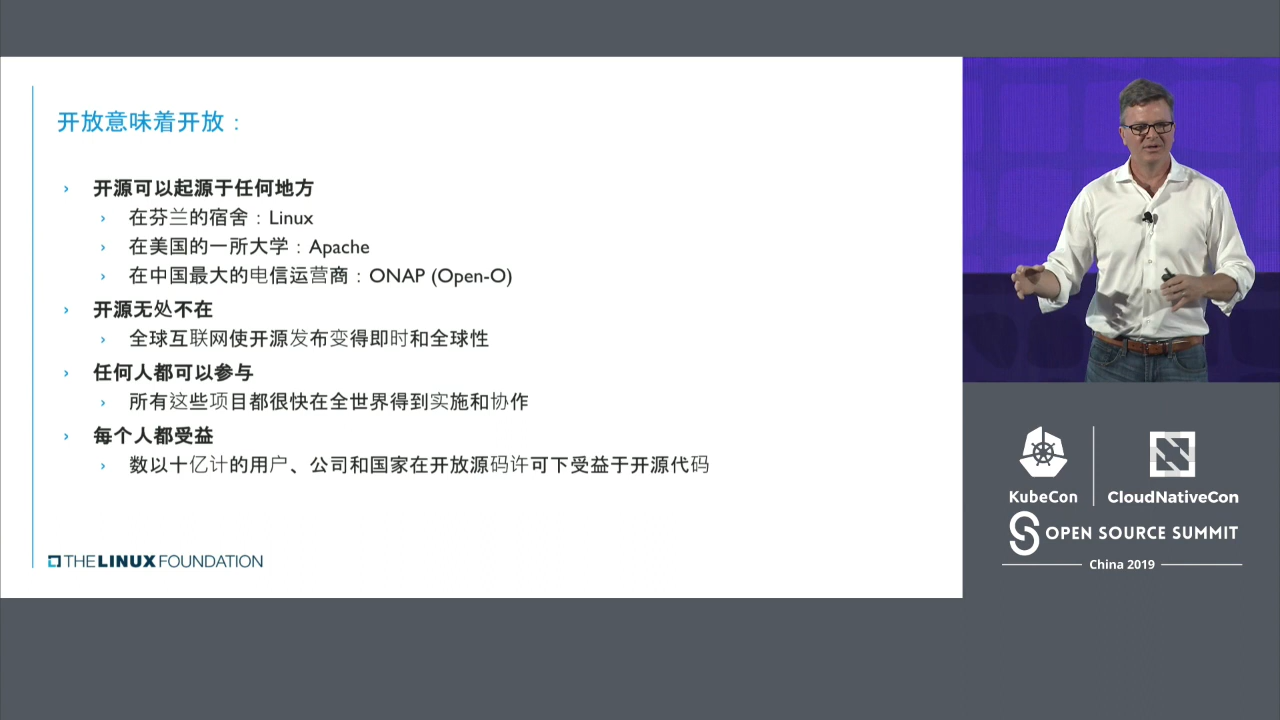 开放意味着开放：
开源可以起源于任何地方
在芬兰的宿舍：Linux
在美国的一所大学：Apache
在中国最大的电信运营商：ONAP (Open-O)
开源无处不在
全球互联网使开源发布变得即时和全球性
任何人都可以参与
所有这些项目都很快在全世界得到实施和协作
每个人都受益
数以十亿计的用户、公司和国家在开放源码许可下受益于开源代码
THE LINUX FOUNDATION
KubeCon
CloudNativeCon
OPEN SOURCE SUMMIT
China 2019